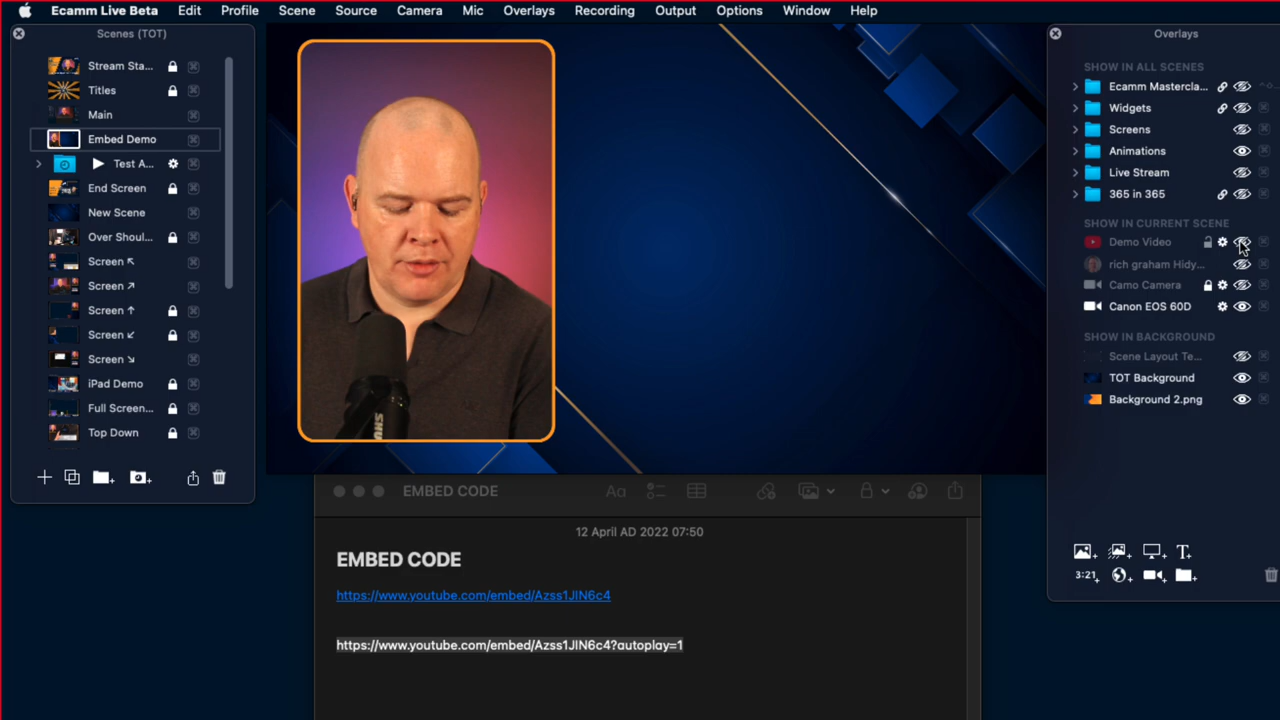 Ecamm Live Beta Edit Profile Scene Source Camera Mic Overlays Recording Output Options Window Help
Scenes (TOT)
Stream Sta...
Titles
Main
Embed Demo
Test A...
End Screen
New Scene
Over Shoul...
Screen ↖
Screen ↗
Screen ↑
Screen ↙
Screen ↘
iPad Demo
Full Screen...
Top Down
SHU
EMBED CODE
Aa
12 April AD 2022 07:50
EMBED CODE
https://www.youtube.com/embed/Azss1JlN6c4
https://www.youtube.com/embed/Azss1JlN6c4?autoplay=1
Overlays
SHOW IN ALL SCENES
Ecamm Mastercla...
Widgets
Screens
Animations
Live Stream
365 in 365
SHOW IN CURRENT SCENE
Demo Video
rich graham Hidy...
Camo Camera
Canon EOS 60D
SHOW IN BACKGROUND
Scene Layout Te...
TOT Background
Background 2.png
T
3:21